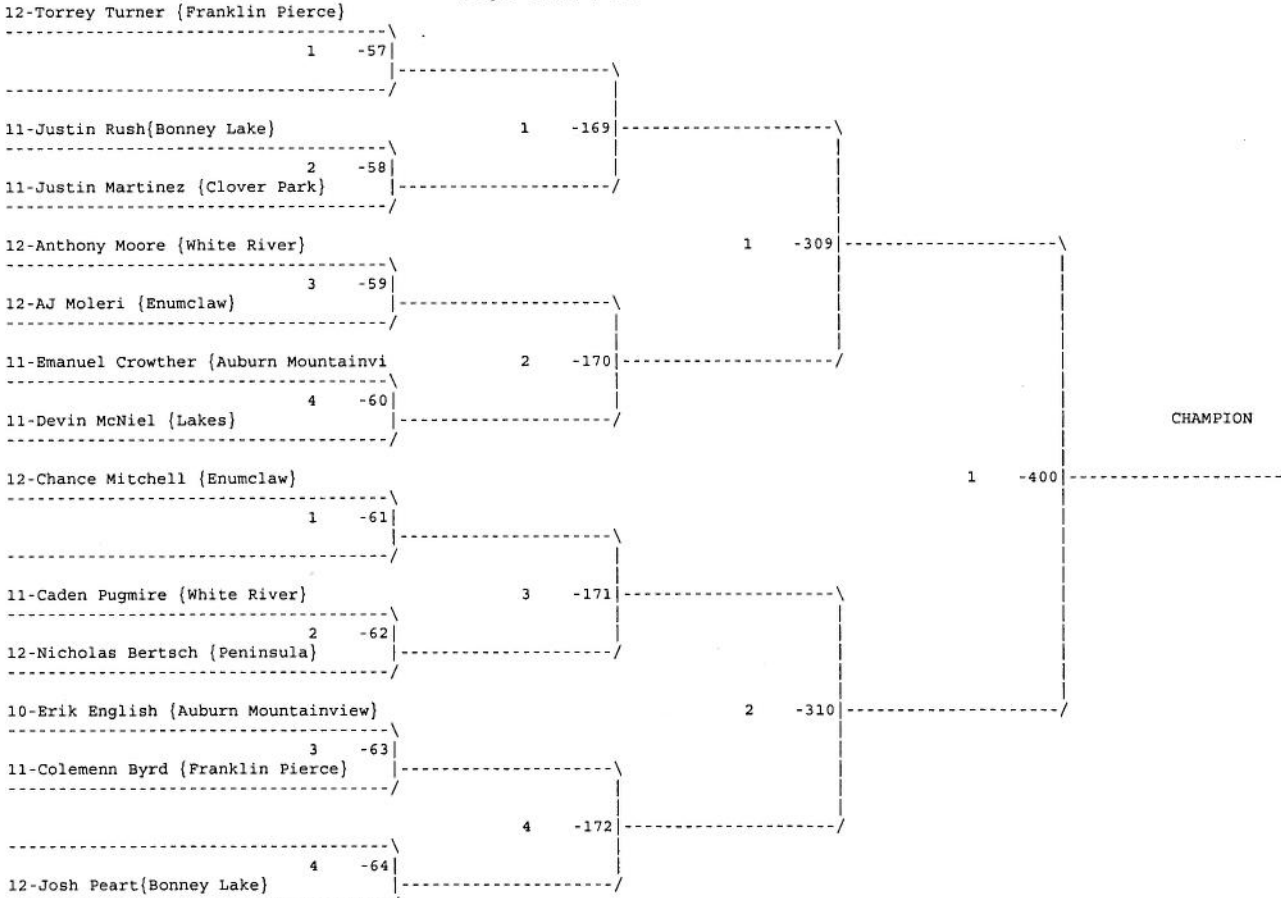 12-Torrey Turner {Franklin Pierce}
1 -57
11-Justin Rush{Bonney Lake} 1 -169
2 -58
11-Justin Martinez {Clover Park}
12-Anthony Moore {White River} 1 -309
3 -59
12-AJ Moleri {Enumclaw}
11-Emanuel Crowther {Auburn Mountainvi 2 -170
4 -60
11-Devin McNiel {Lakes} CHAMPION
12-Chance Mitchell {Enumclaw} 1 -400
1 -61
11-Caden Pugmire {White River} 3 -171
2 -62
12-Nicholas Bertsch {Peninsula}
10-Erik English {Auburn Mountainview} 2 -310
3 -63
11-Colemenn Byrd {Franklin Pierce}
4 -172
4 -64
12-Josh Peart{Bonney Lake}